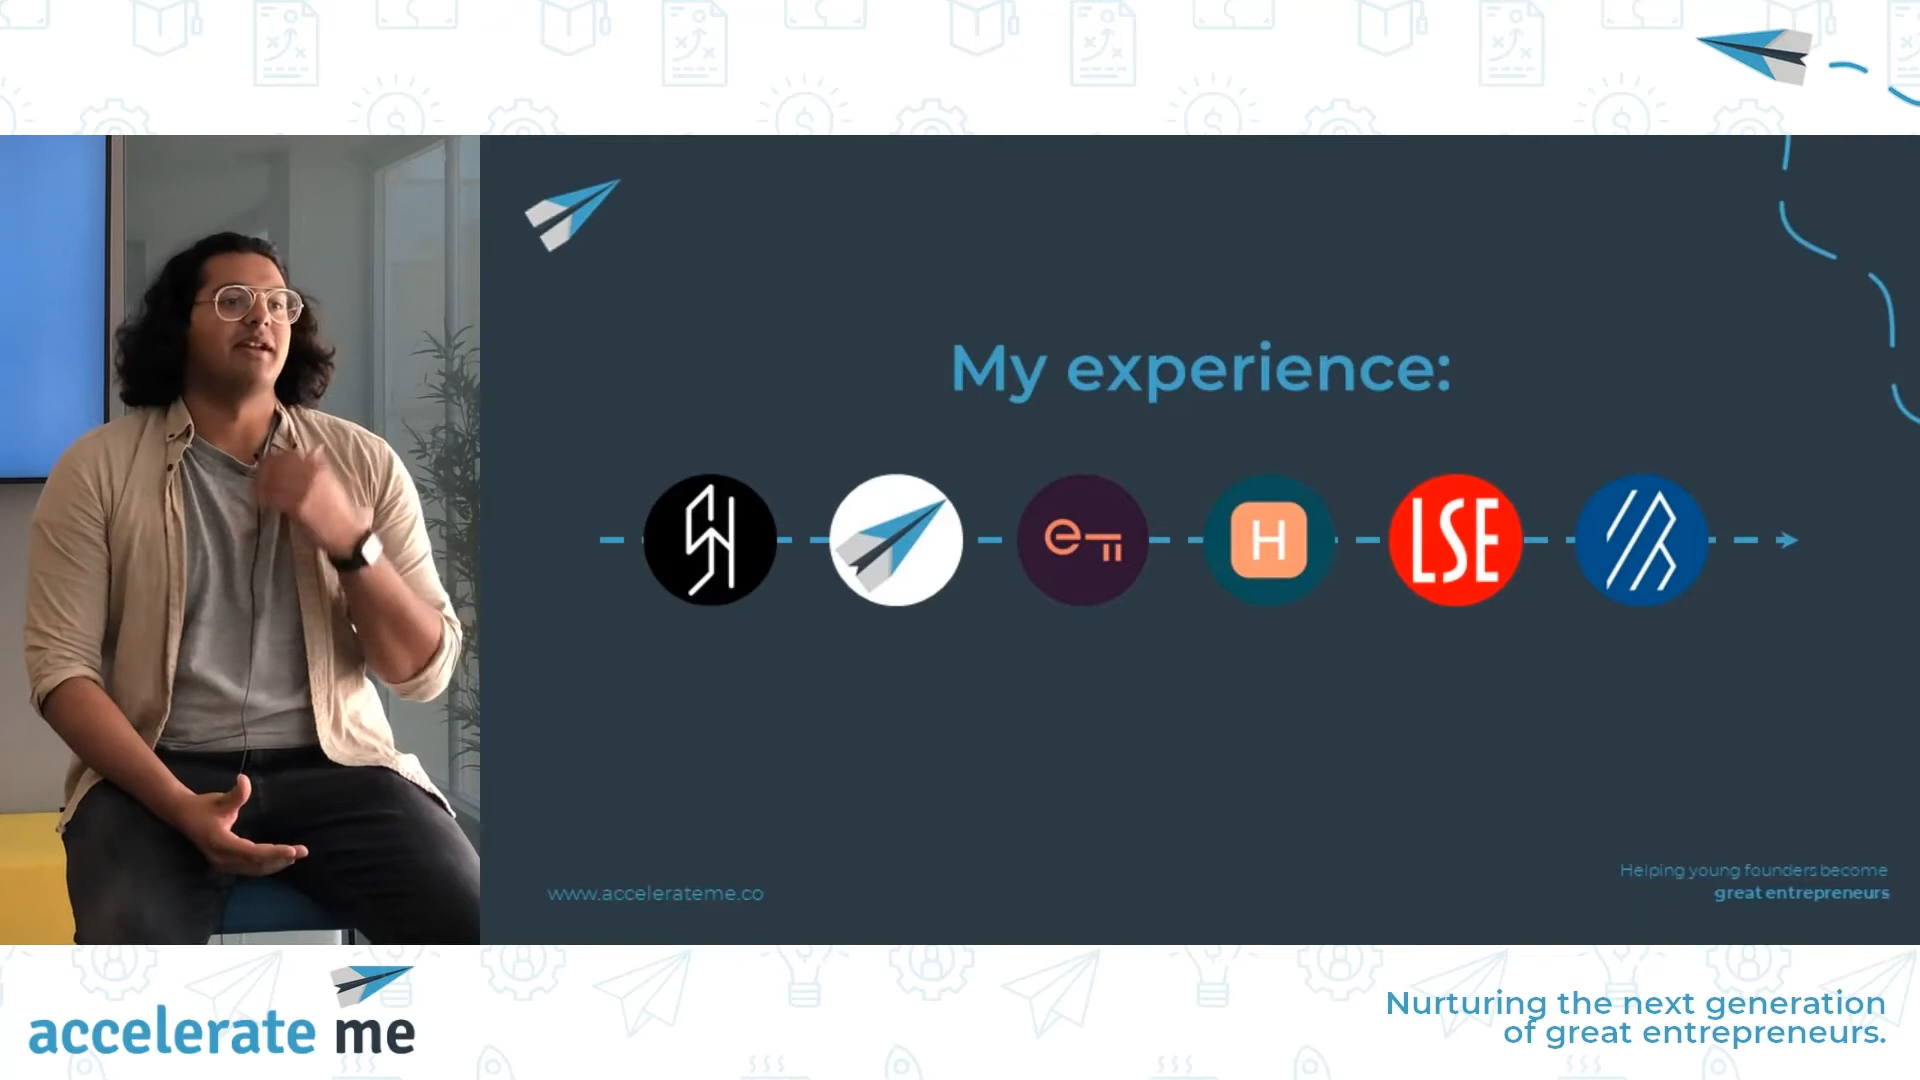 My experience:
H
LSE
www.accelerateme.co
Helping young founders become
great entrepreneurs
accelerate me
Nurturing the next generation
of great entrepreneurs.